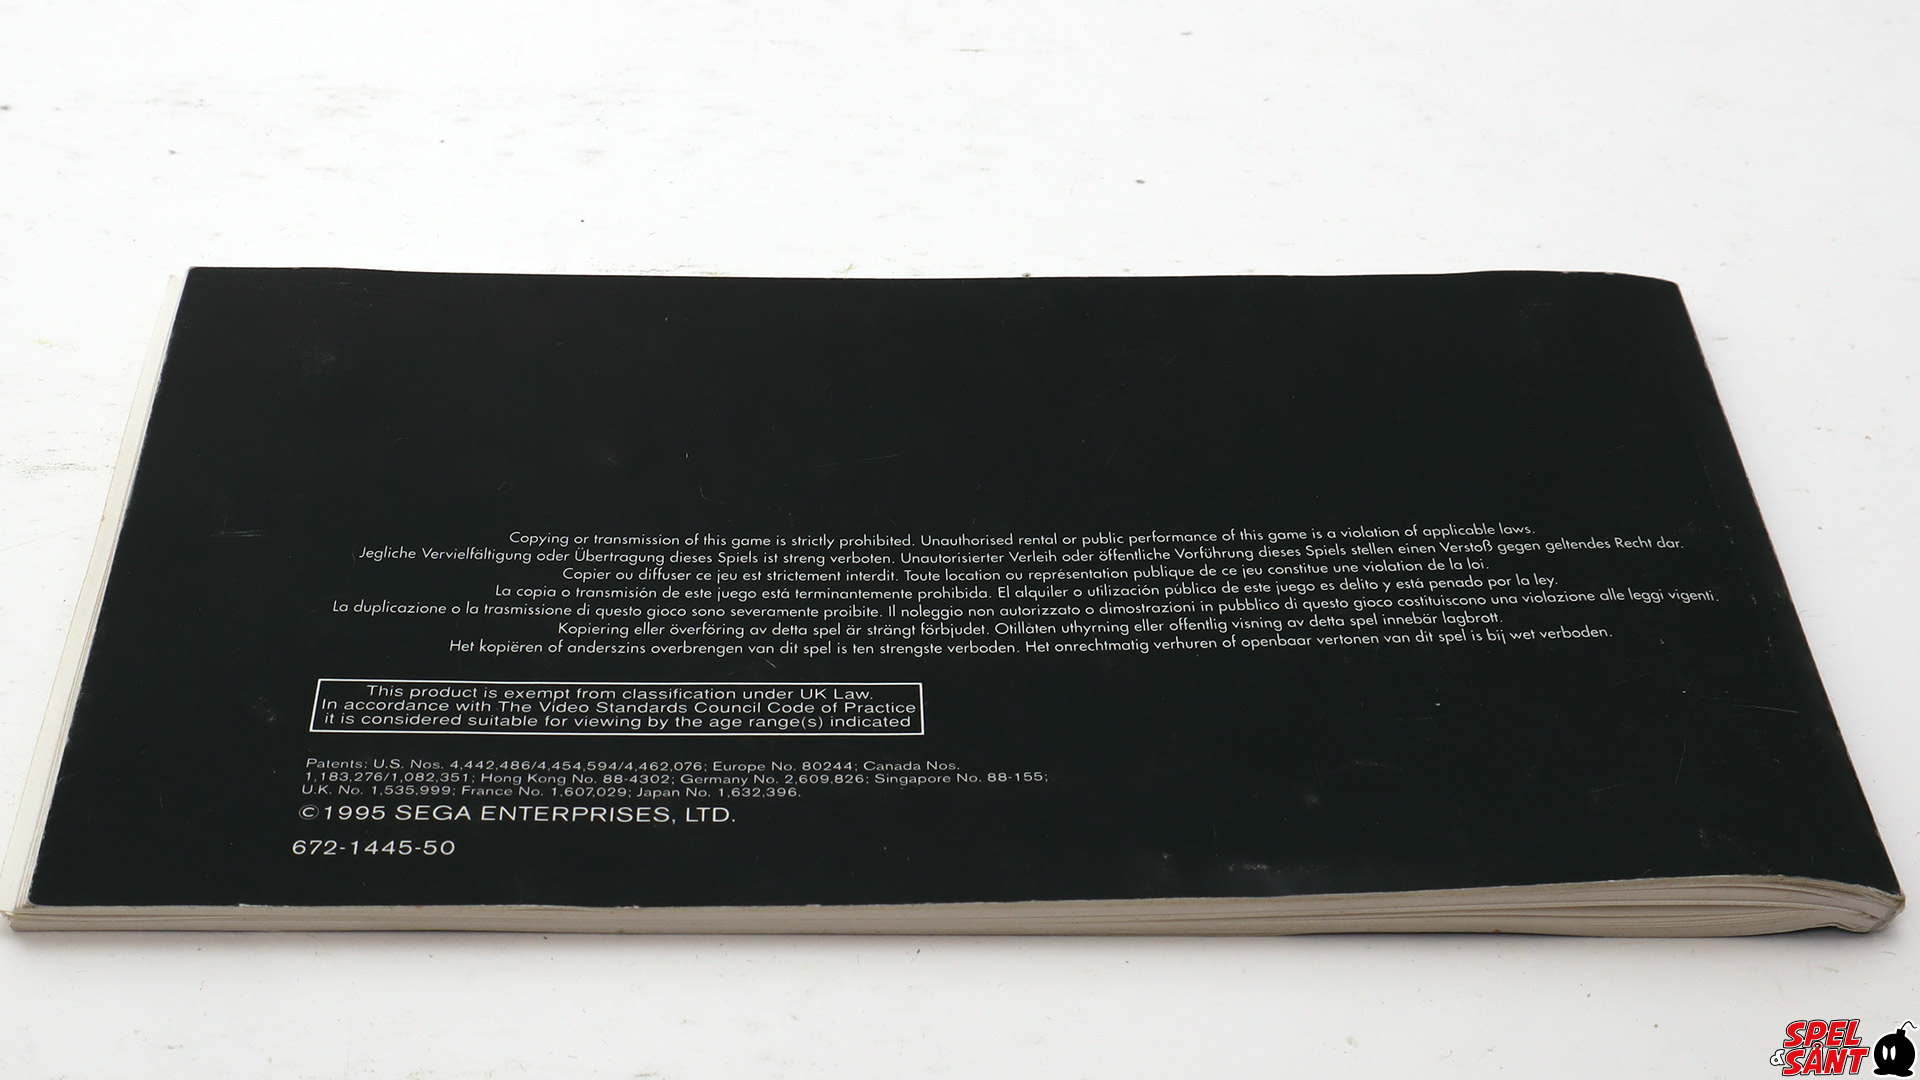 Copying or transmission of this game is strictly prohibited. Unauthorised rental or public performance of this game is a violation of applicable laws.
Jegliche Vervielfältigung oder Übertragung dieses Spiels ist streng verboten. Unautorisierter Verleih oder öffentliche Vorführung dieses Spiels stellen einen Verstoß gegen geltendes Recht dar.
Copier ou diffuser ce jeu est strictement interdit. Toute location ou représentation publique de ce jeu constitue une violation de la loi.
La copia o transmisión de este juego está terminantemente prohibida. El alquiler o utilización pública de este juego es delito y está penado por la ley.
La duplicazione o la trasmissione di questo gioco sono severamente proibite. Il noleggio non autorizzato o dimostrazioni in pubblico di questo gioco costituiscono una violazione alle leggi vigenti.
Kopiering eller överföring av detta spel är strängt förbjudet. Otillåten uthyrning eller offentlig visning av detta spel innebär lagbrott.
Het kopiëren of anderszins overbrengen van dit spel is ten strengste verboden. Het onrechtmatig verhuren of openbaar vertonen van dit spel is bij wet verboden.
This product is exempt from classification under UK Law.
In accordance with The Video Standards Council Code of Practice
it is considered suitable for viewing by the age range(s) indicated
Patents: U.S. Nos. 4,442,486/4,454,594/4,462,076; Europe No. 80244; Canada Nos.
1,183,276/1,082,351; Hong Kong No. 88-4302; Germany No. 2,609,826; Singapore No. 88-155;
U.K. No. 1,535,999; France No. 1,607,029; Japan No. 1,632,396.
©1995 SEGA ENTERPRISES, LTD.
672-1445-50
SPEL
& SÅNT